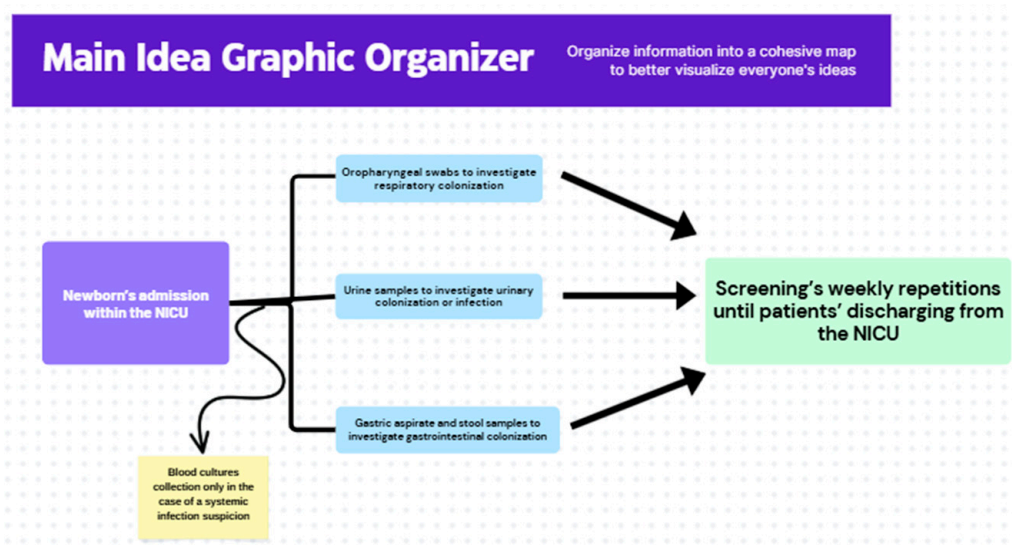 Main Idea Graphic Organizer
Organize information into a cohesive map
to better visualize everyone's ideas
Oropharyngeal swabs to investigate
respiratory colonization
Newborn's admission
within the NICU
Urine samples to investigate urinary
colonization or infection
Screening's weekly repetitions
until patients' discharging from
the NICU
Gastric aspirate and stool samples to
investigate gastrointestinal colonization
Blood cultures
collection only in the
case of a systemic
infection suspicion